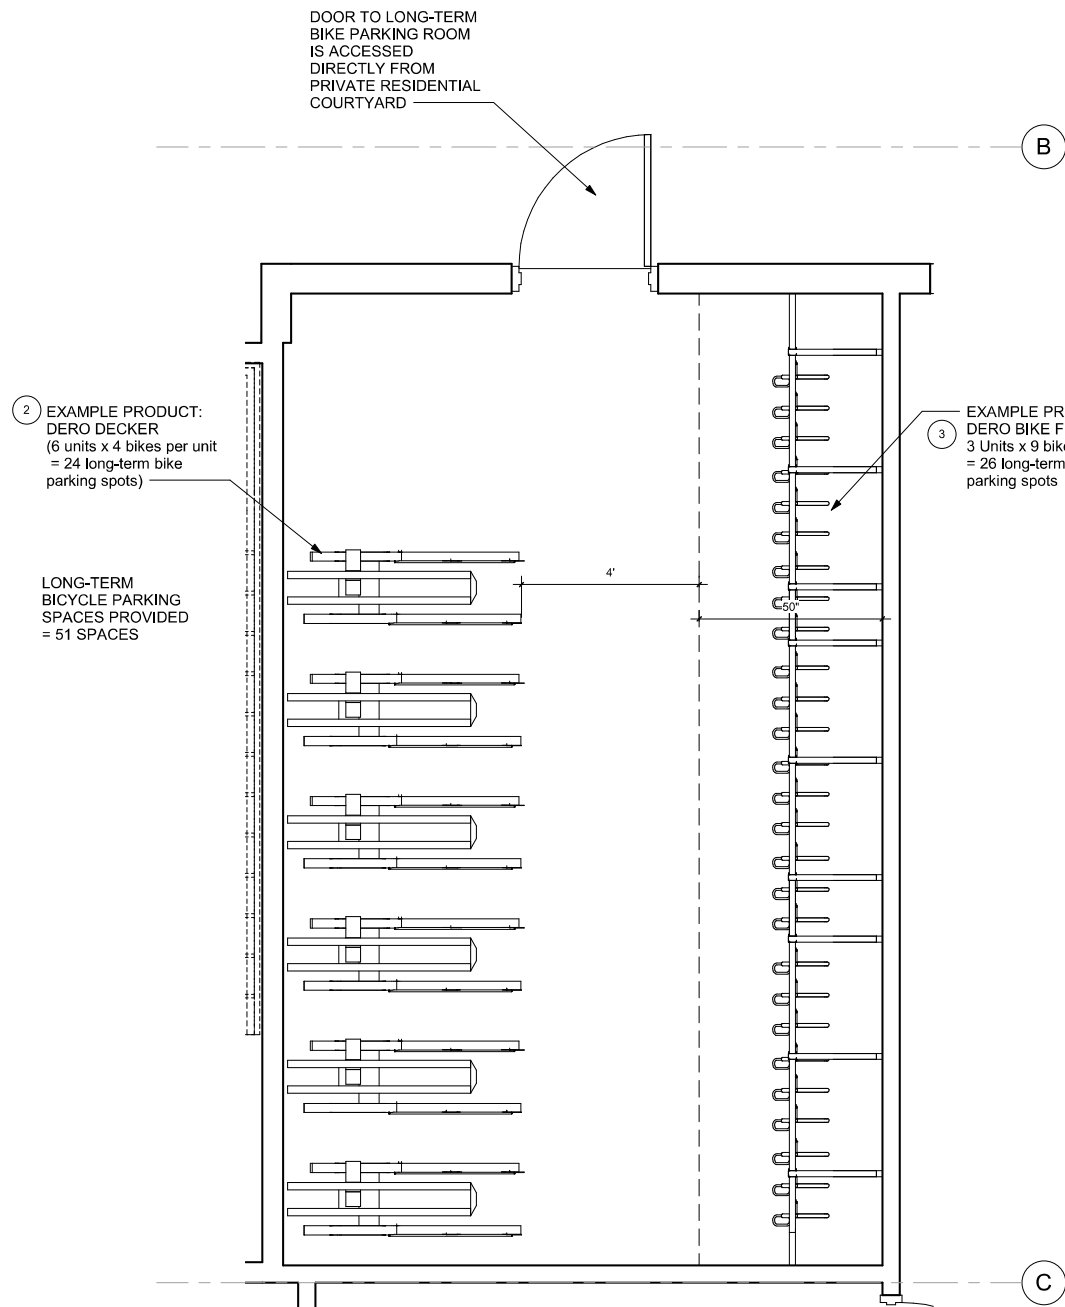 DOOR TO LONG-TERM
BIKE PARKING ROOM
IS ACCESSED
DIRECTLY FROM
PRIVATE RESIDENTIAL
COURTYARD
B
2
EXAMPLE PRODUCT:
DERO DECKER
(6 units x 4 bikes per unit
= 24 long-term bike
parking spots)
EXAMPLE PR
DERO BIKE F
3
3 Units x 9 bike
= 26 long-term
parking spots
LONG-TERM
BICYCLE PARKING
SPACES PROVIDED
= 51 SPACES
4'
50"
C